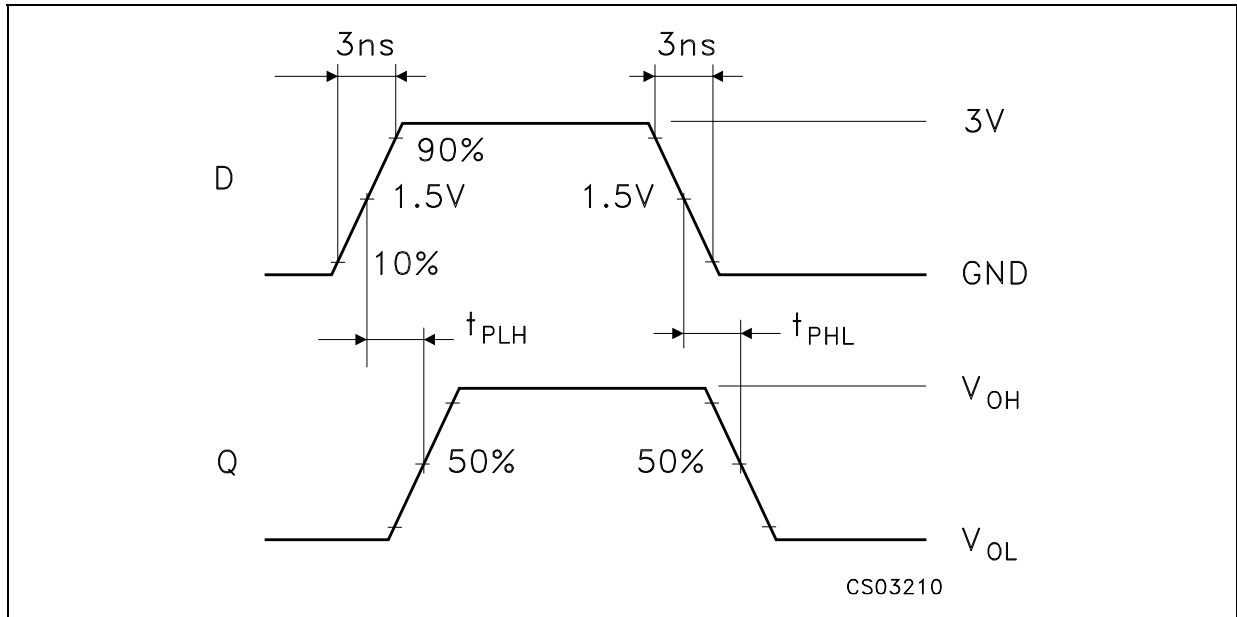 3ns 3ns
3V
90%
D
1.5V 1.5V
10%
GND
tPLH tPHL
VOH
Q
50% 50%
VOL
CS03210